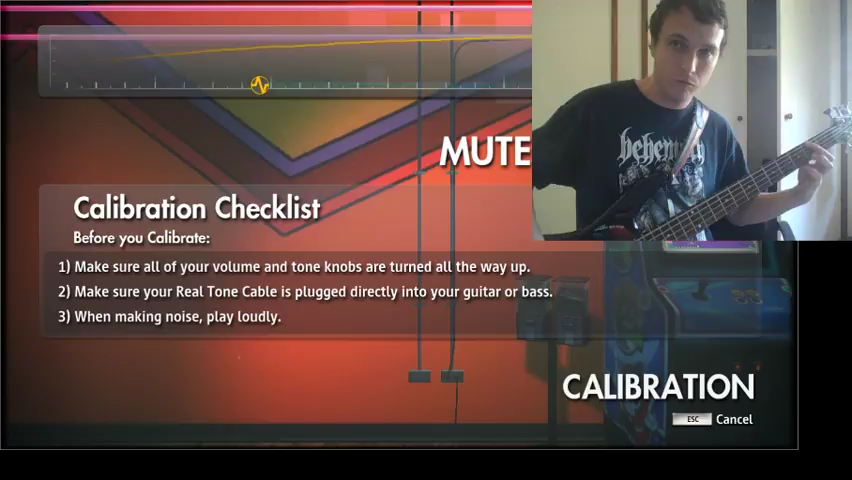 behemoth
MUTE
Calibration Checklist
Before you Calibrate:
1) Make sure all of your volume and tone knobs are turned all the way up.
2) Make sure your Real Tone Cable is plugged directly into your guitar or bass.
3) When making noise, play loudly.
CALIBRATION
ESC Cancel